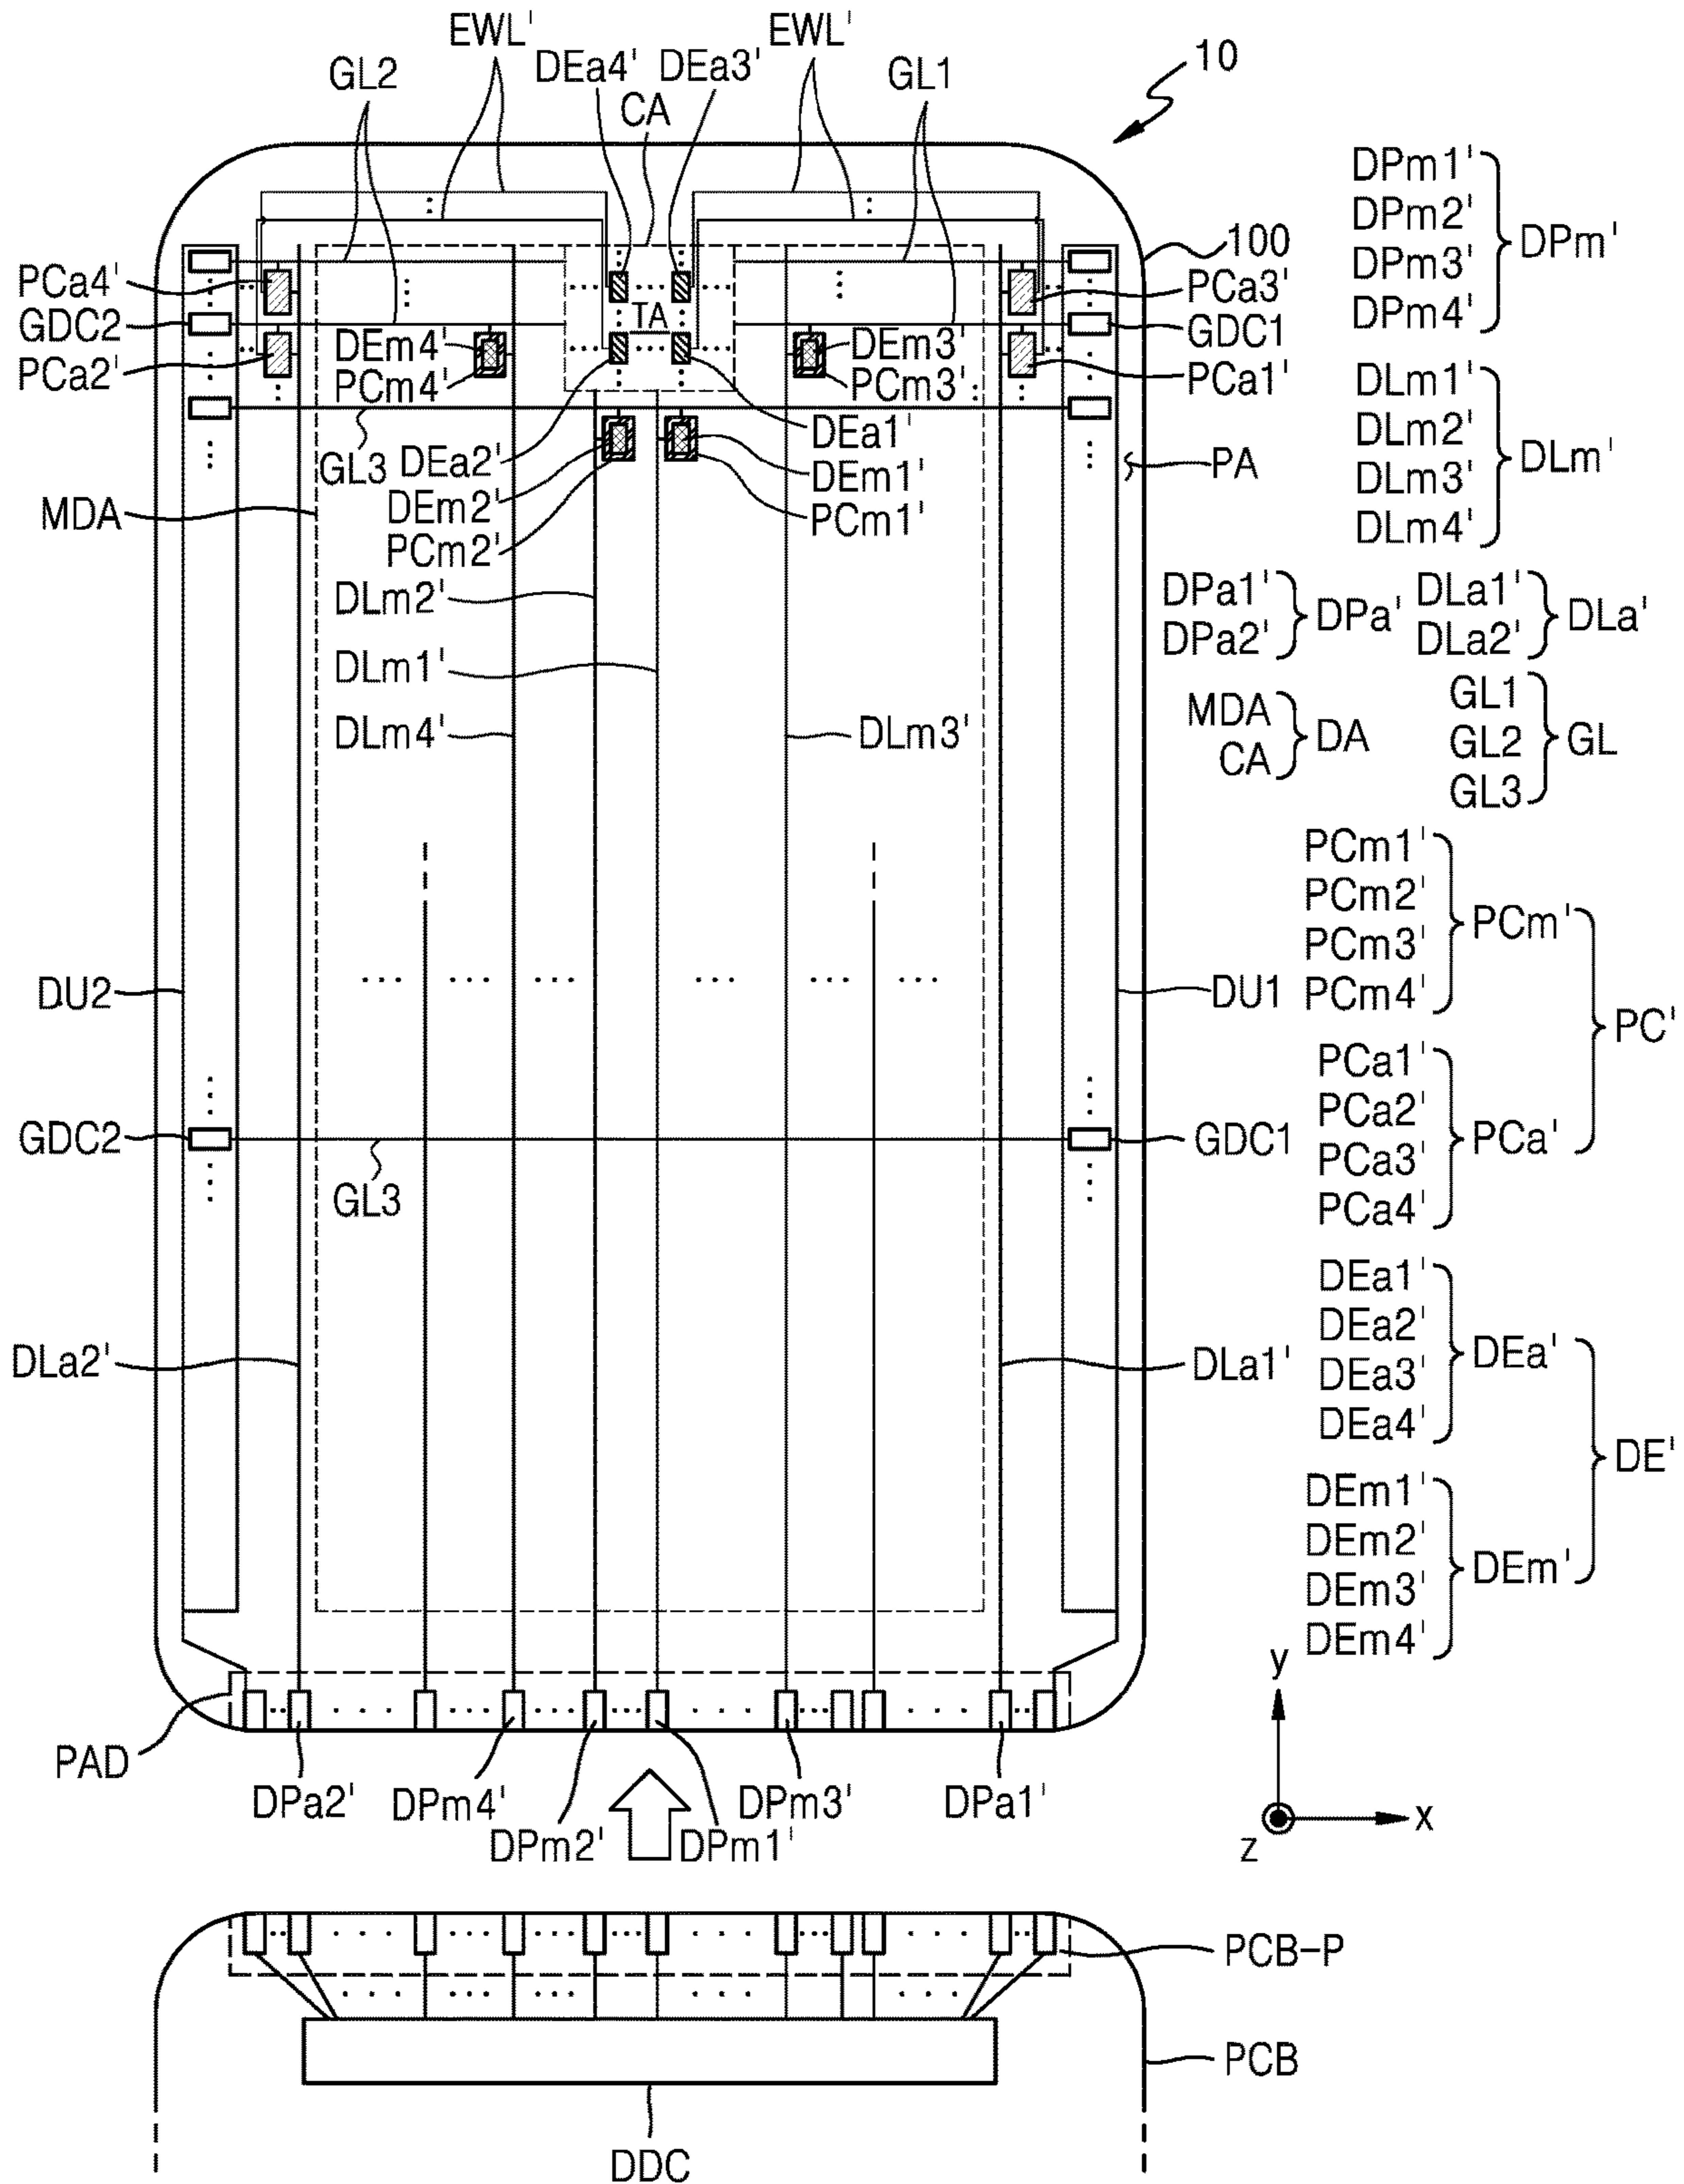 EWL' EWL'
DEa4' DEa3'
GL2 CA GL1
10
DPm1'
DPm2'
DPm3'
DPm4'
DPm'
100
PCa4' PCa3'
GDC2 TA GDC1
PCa2' DEm4' DEm3' PCa1'
PCm4' PCm3'
DLm1'
DLm2'
DLm3'
DLm4'
DLm'
GL3 DEa2' DEa1'
DEm2' DEm1'
PCm2' PCm1'
PA
MDA
DLm2'
DLm1'
DLm4' DLm3'
DPa1'
DPa2'
DPa'
DLa1'
DLa2'
DLa'
MDA
CA
DA
GL1
GL2
GL3
GL
PCm1'
PCm2'
PCm3'
PCm4'
PCm'
PC'
DU2 DU1
PCa1'
PCa2'
PCa3'
PCa4'
PCa'
GDC2 GDC1
GL3
DEa1'
DEa2'
DEa3'
DEa4'
DEa'
DE'
DLa2' DLa1'
DEm1'
DEm2'
DEm3'
DEm4'
DEm'
PAD
DPa2' DPm4' DPm3' DPa1'
DPm2' DPm1'
y
x
z
PCB-P
PCB
DDC